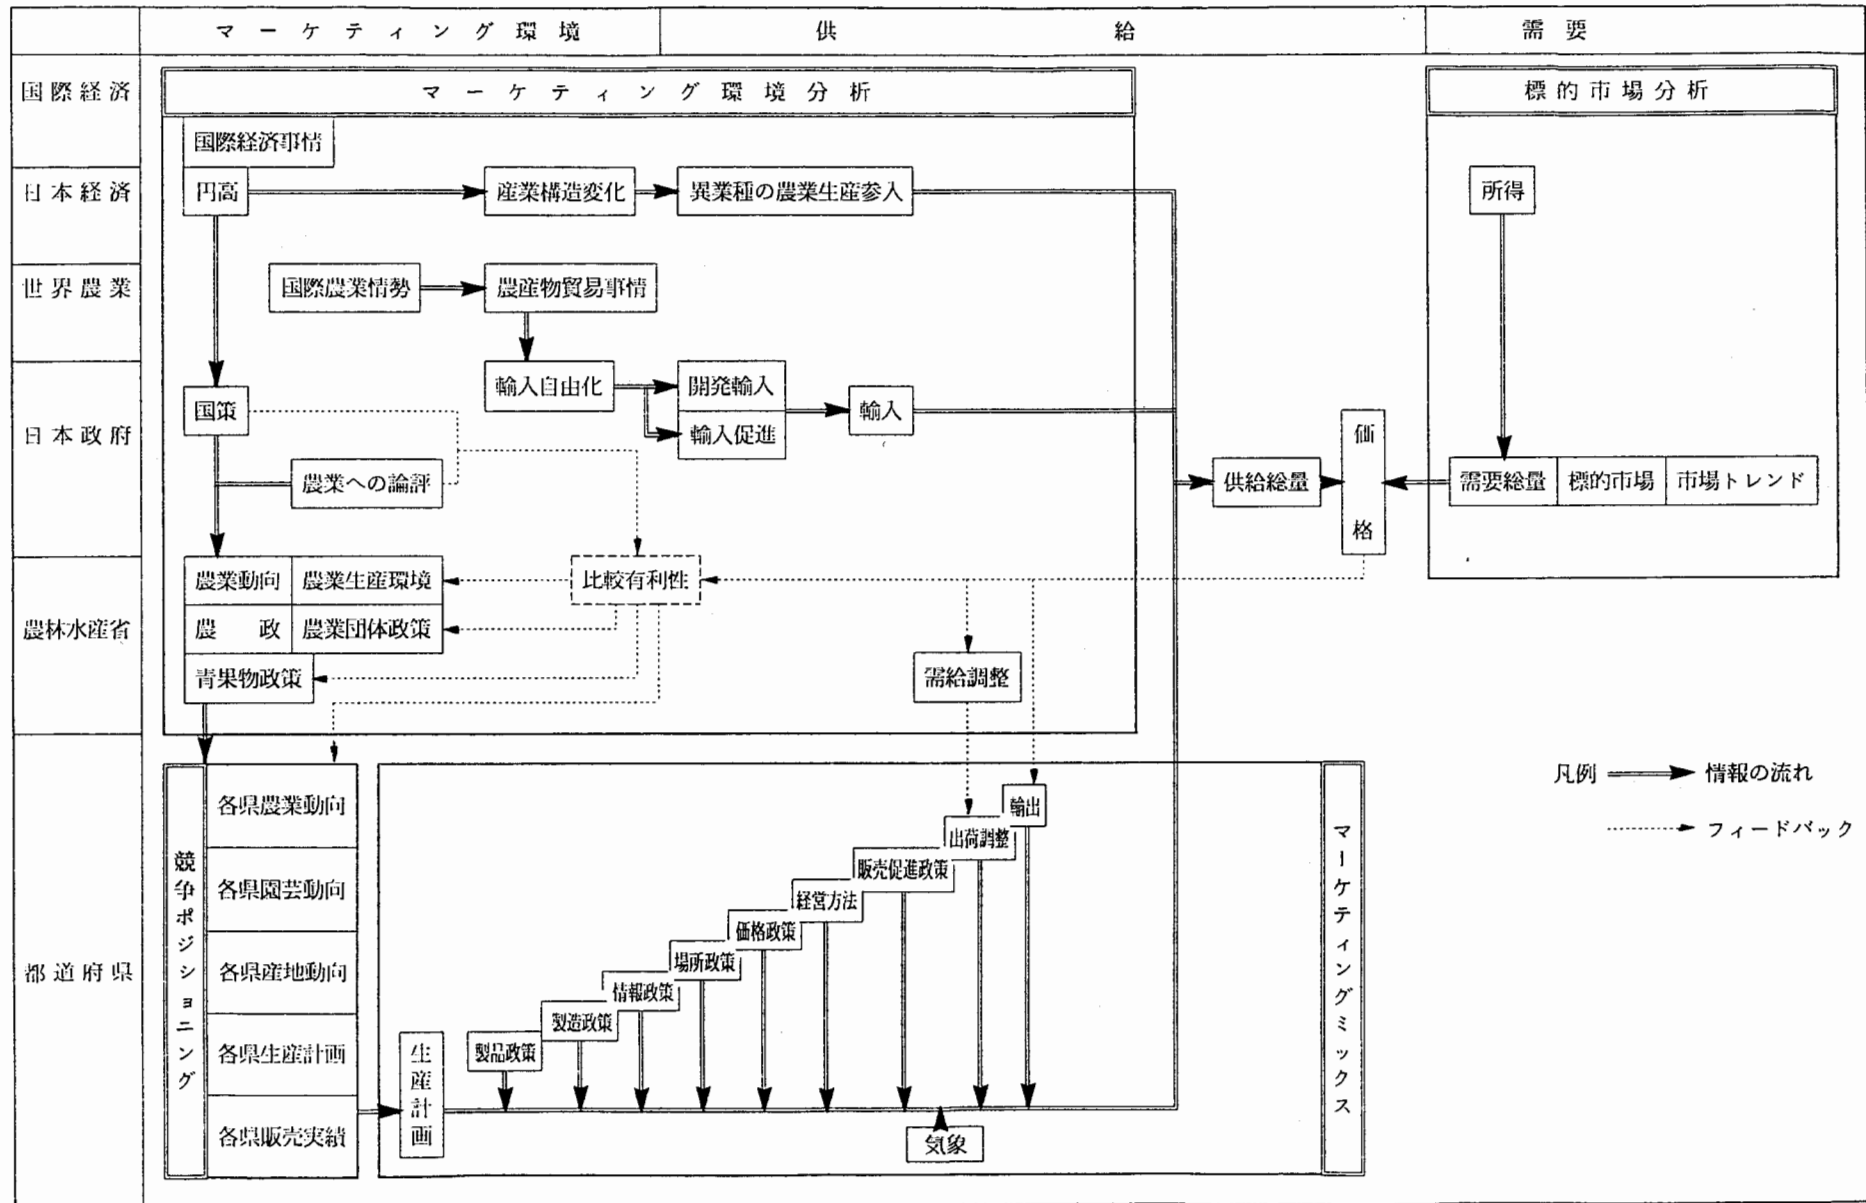 マーケティング環境
供給
需要
国際経済
マーケティング環境分析
標的市場分析
国際経済事情
日本経済
円高
産業構造変化
異業種の農業生産参入
所得
世界農業
国際農業情勢
農産物貿易事情
日本政府
国策
輸入自由化
開発輸入
輸入促進
輸入
農業への論評
供給総量
価格
需要総量
標的市場
市場トレンド
農林水産省
農業動向
農業生産環境
比較有利性
農政
農業団体政策
青果物政策
需給調整
都道府県
競争ポジショニング
各県農業動向
各県園芸動向
各県産地動向
各県生産計画
各県販売実績
生産計画
製品政策
製造政策
情報政策
場所政策
価格政策
経営方法
販売促進政策
出荷調整
輸出
気象
マーケティングミックス
凡例 情報の流れ
フィードバック